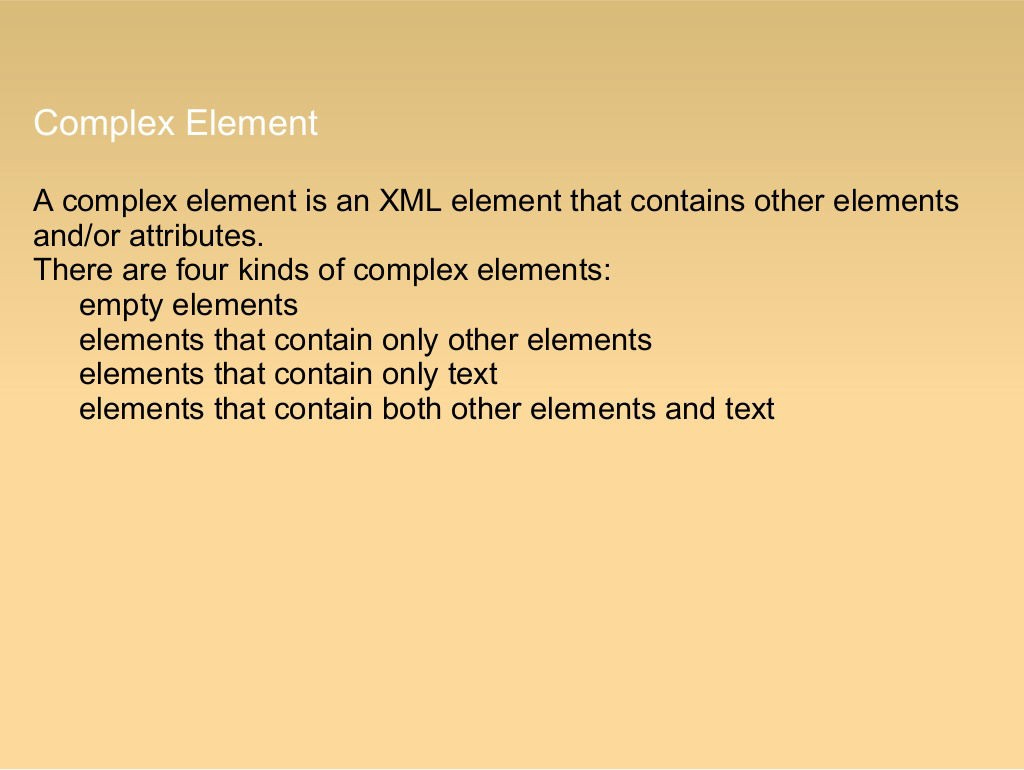 Complex Element
A complex element is an XML element that contains other elements
and/or attributes.
There are four kinds of complex elements:
empty elements
elements that contain only other elements
elements that contain only text
elements that contain both other elements and text